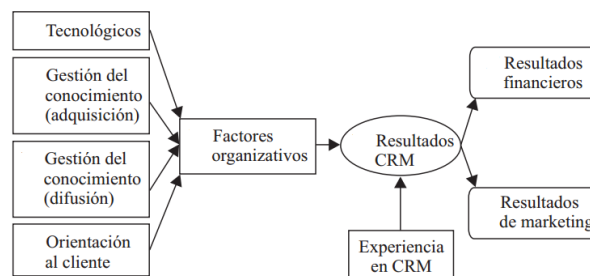 Tecnológicos
Gestión del
conocimiento
(adquisición)
Gestión del
conocimiento
(difusión)
Orientación
al cliente
Factores
organizativos
Resultados
CRM
Experiencia
en CRM
Resultados
financieros
Resultados
de marketing